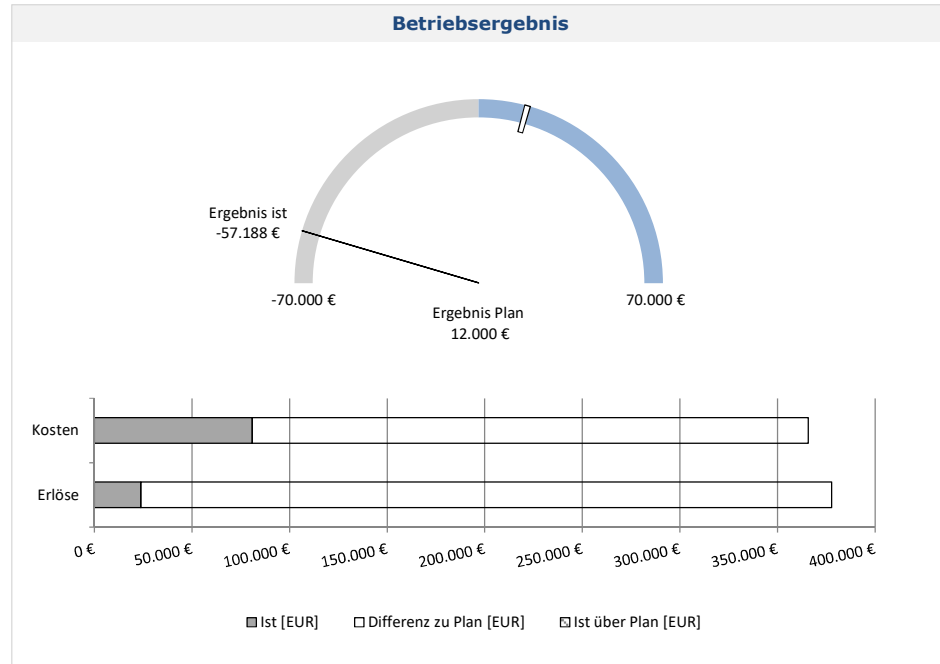 Betriebsergebnis
Ergebnis ist
-57.188 €
-70.000 €
70.000 €
Ergebnis Plan
12.000 €
Kosten
Erlöse
0 €
50.000 €
100.000 €
150.000 €
200.000 €
250.000 €
300.000 €
350.000 €
400.000 €
Ist [EUR]
Differenz zu Plan [EUR]
Ist über Plan [EUR]